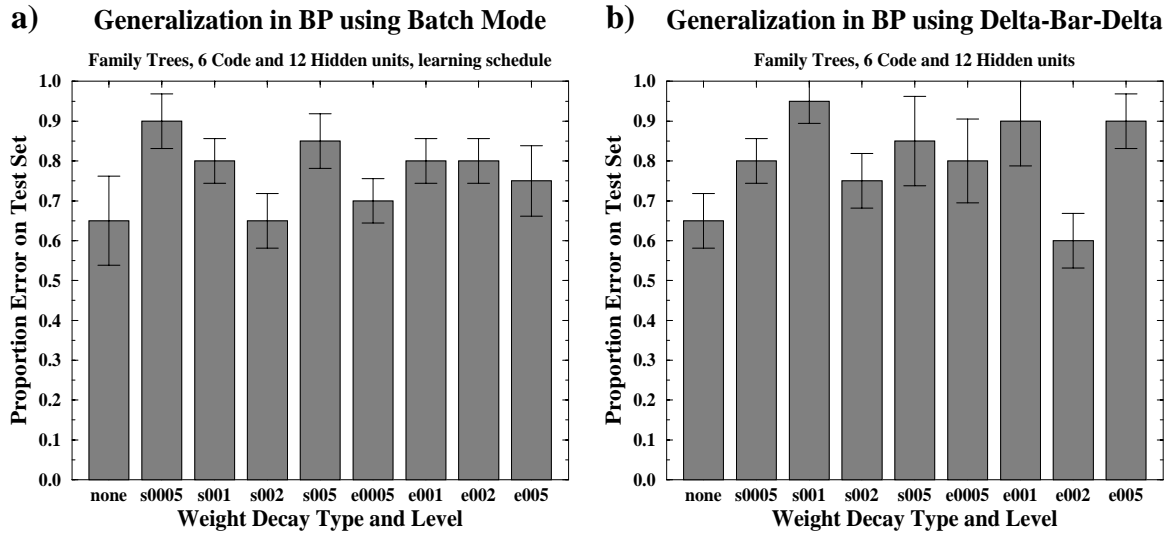 a) Generalization in BP using Batch Mode
Family Trees, 6 Code and 12 Hidden units, learning schedule
1.0
0.9
0.8
0.7
0.6
0.5
0.4
0.3
0.2
0.1
0.0
Proportion Error on Test Set
none s0005 s001 s002 s005 e0005 e001 e002 e005
Weight Decay Type and Level
b) Generalization in BP using Delta-Bar-Delta
Family Trees, 6 Code and 12 Hidden units
1.0
0.9
0.8
0.7
0.6
0.5
0.4
0.3
0.2
0.1
0.0
Proportion Error on Test Set
none s0005 s001 s002 s005 e0005 e001 e002 e005
Weight Decay Type and Level